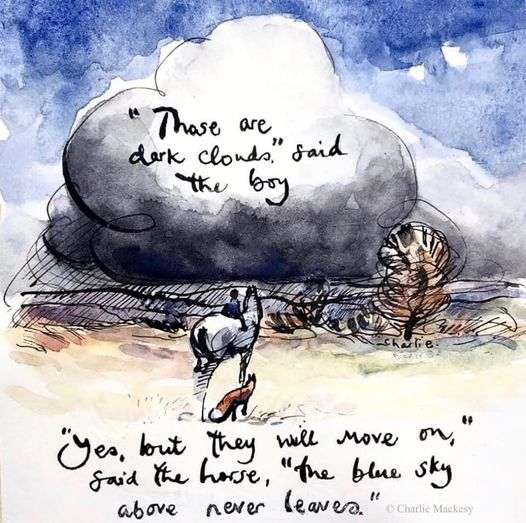 "Those are
dark clouds," said
the boy
Charlie.
"Yes, but they will move on,"
said the horse, "the blue sky
above never leaves."
© Charlie Mackesy